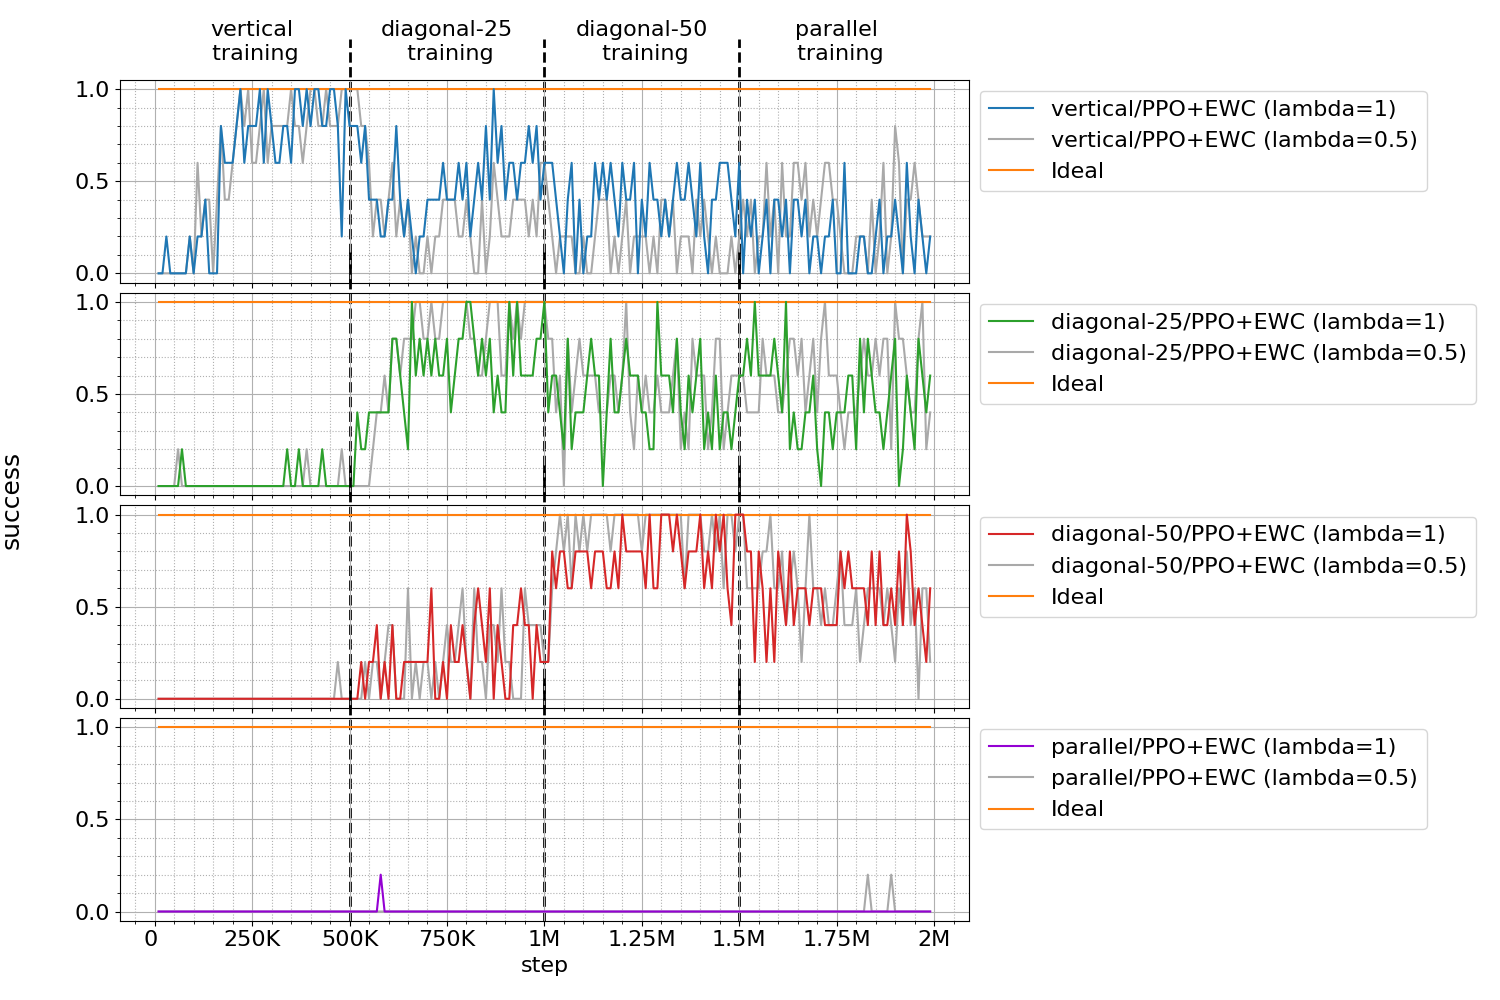 vertical
training
diagonal-25
training
diagonal-50
training
parallel
training
success
1.0
0.5
0.0
vertical/PPO+EWC (lambda=1)
vertical/PPO+EWC (lambda=0.5)
Ideal
1.0
0.5
0.0
diagonal-25/PPO+EWC (lambda=1)
diagonal-25/PPO+EWC (lambda=0.5)
Ideal
1.0
0.5
0.0
diagonal-50/PPO+EWC (lambda=1)
diagonal-50/PPO+EWC (lambda=0.5)
Ideal
1.0
0.5
0.0
parallel/PPO+EWC (lambda=1)
parallel/PPO+EWC (lambda=0.5)
Ideal
0 250K 500K 750K 1M 1.25M 1.5M 1.75M 2M
step